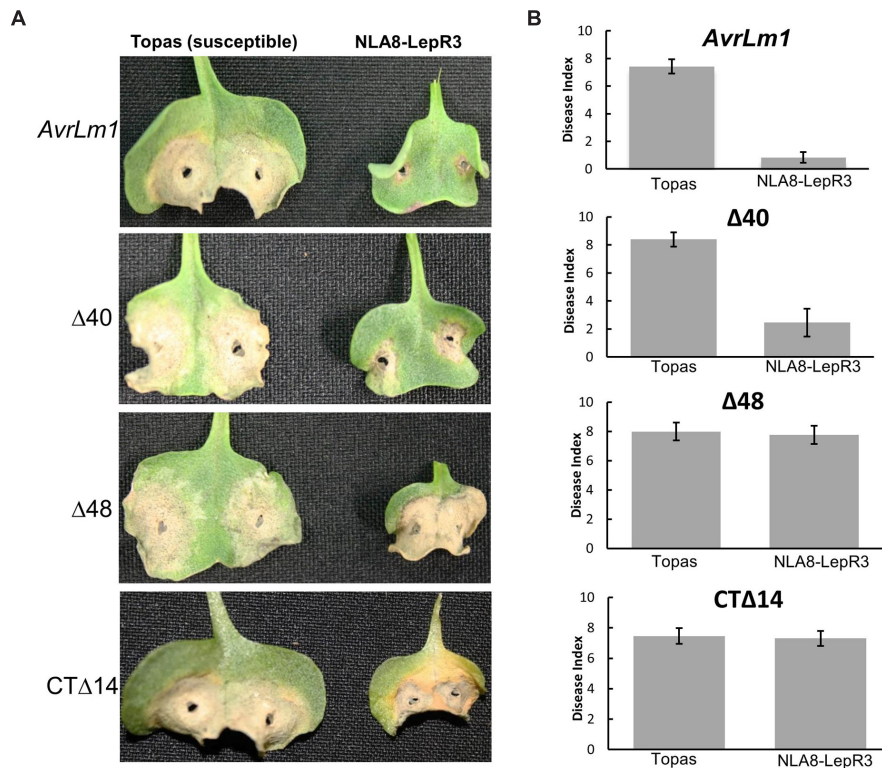 A
Topas (susceptible) NLA8-LepR3
AvrLm1
Δ40
Δ48
CTΔ14
B
AvrLm1
Disease Index
10
8
6
4
2
0
Topas NLA8-LepR3
Δ40
Disease Index
10
8
6
4
2
0
Topas NLA8-LepR3
Δ48
Disease Index
10
8
6
4
2
0
Topas NLA8-LepR3
CTΔ14
Disease Index
10
8
6
4
2
0
Topas NLA8-LepR3